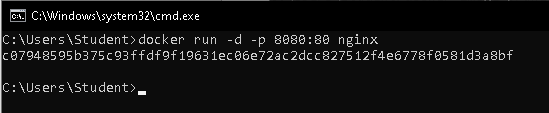 C:\Windows\system32\cmd.exe
C:\Users\Student>docker run -d -p 8080:80 nginx
c07948595b375c93ffdf9f19631ec06e72ac2dcc827512f4e6778f0581d3a8bf
C:\Users\Student>_